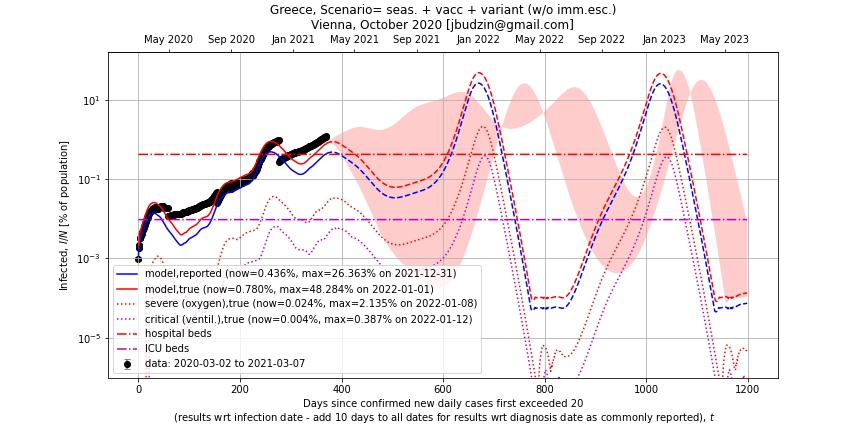 Greece, Scenario= seas. + vacc + variant (w/o imm.esc.)
Vienna, October 2020 [jbudzin@gmail.com]
May 2020 Sep 2020 Jan 2021 May 2021 Sep 2021 Jan 2022 May 2022 Sep 2022 Jan 2023 May 2023
10¹
10⁻¹
10⁻³
10⁻⁵
Infected, I/N [% of population]
model,reported (now=0.436%, max=26.363% on 2021-12-31)
model,true (now=0.780%, max=48.284% on 2022-01-01)
severe (oxygen),true (now=0.024%, max=2.135% on 2022-01-08)
critical (ventil.),true (now=0.004%, max=0.387% on 2022-01-12)
hospital beds
ICU beds
data: 2020-03-02 to 2021-03-07
0 200 400 600 800 1000 1200
Days since confirmed new daily cases first exceeded 20
(results wrt infection date - add 10 days to all dates for results wrt diagnosis date as commonly reported), t